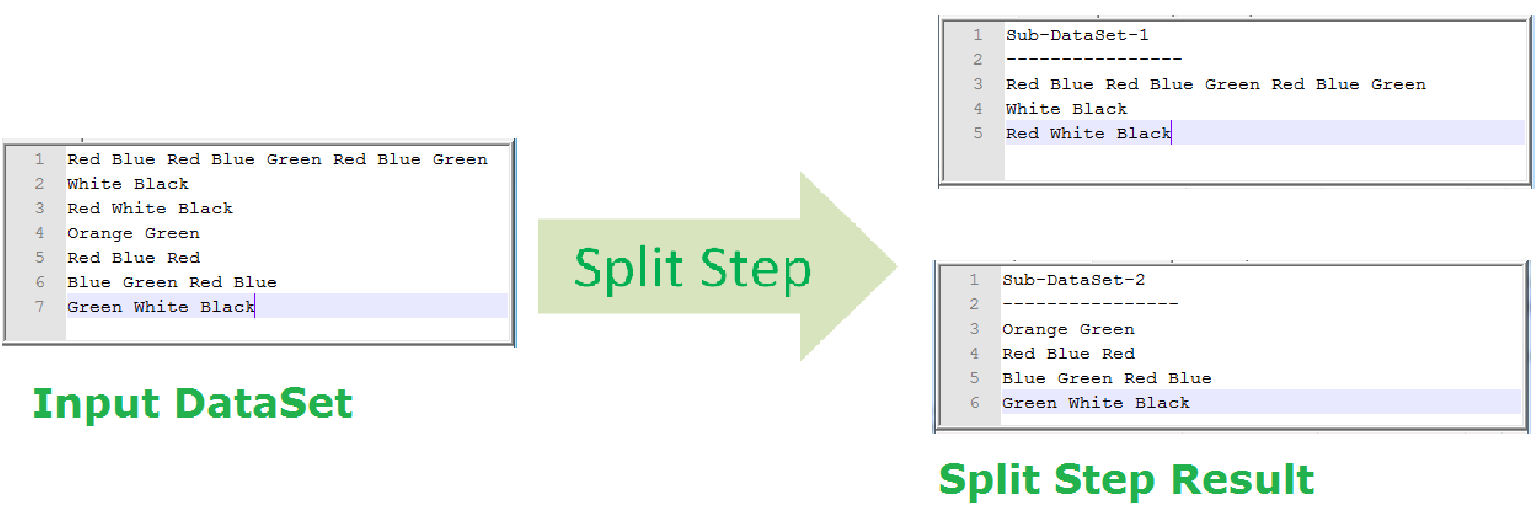 1 Red Blue Red Blue Green Red Blue Green
2 White Black
3 Red White Black
4 Orange Green
5 Red Blue Red
6 Blue Green Red Blue
7 Green White Black
Input DataSet
Split Step
1 Sub-DataSet-1
2 ----------------
3 Red Blue Red Blue Green Red Blue Green
4 White Black
5 Red White Black
1 Sub-DataSet-2
2 ----------------
3 Orange Green
4 Red Blue Red
5 Blue Green Red Blue
6 Green White Black
Split Step Result